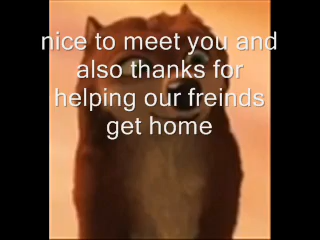 nice to meet you and
also thanks for
helping our freinds
get home